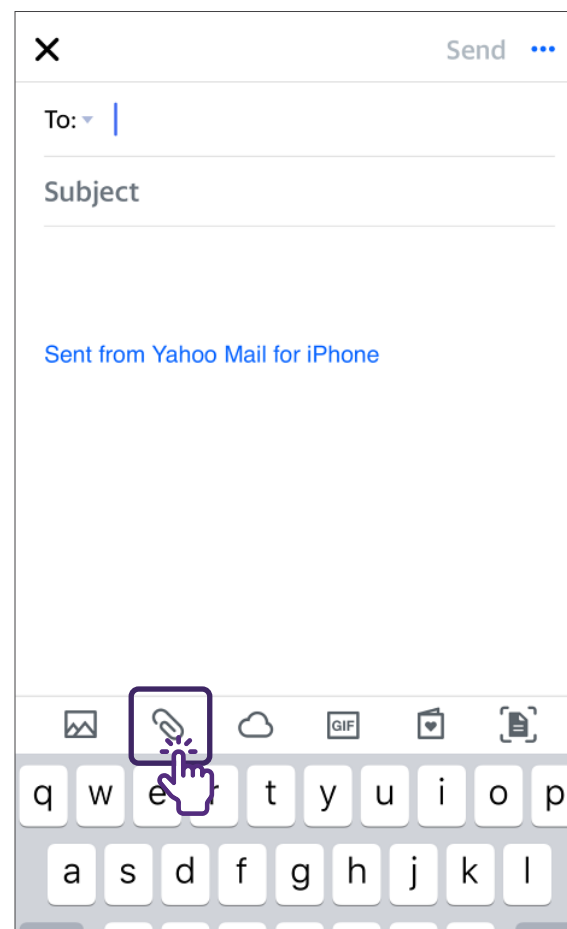 Send
To:
Subject
Sent from Yahoo Mail for iPhone
GIF
q w e r t y u i o p
a s d f g h j k l